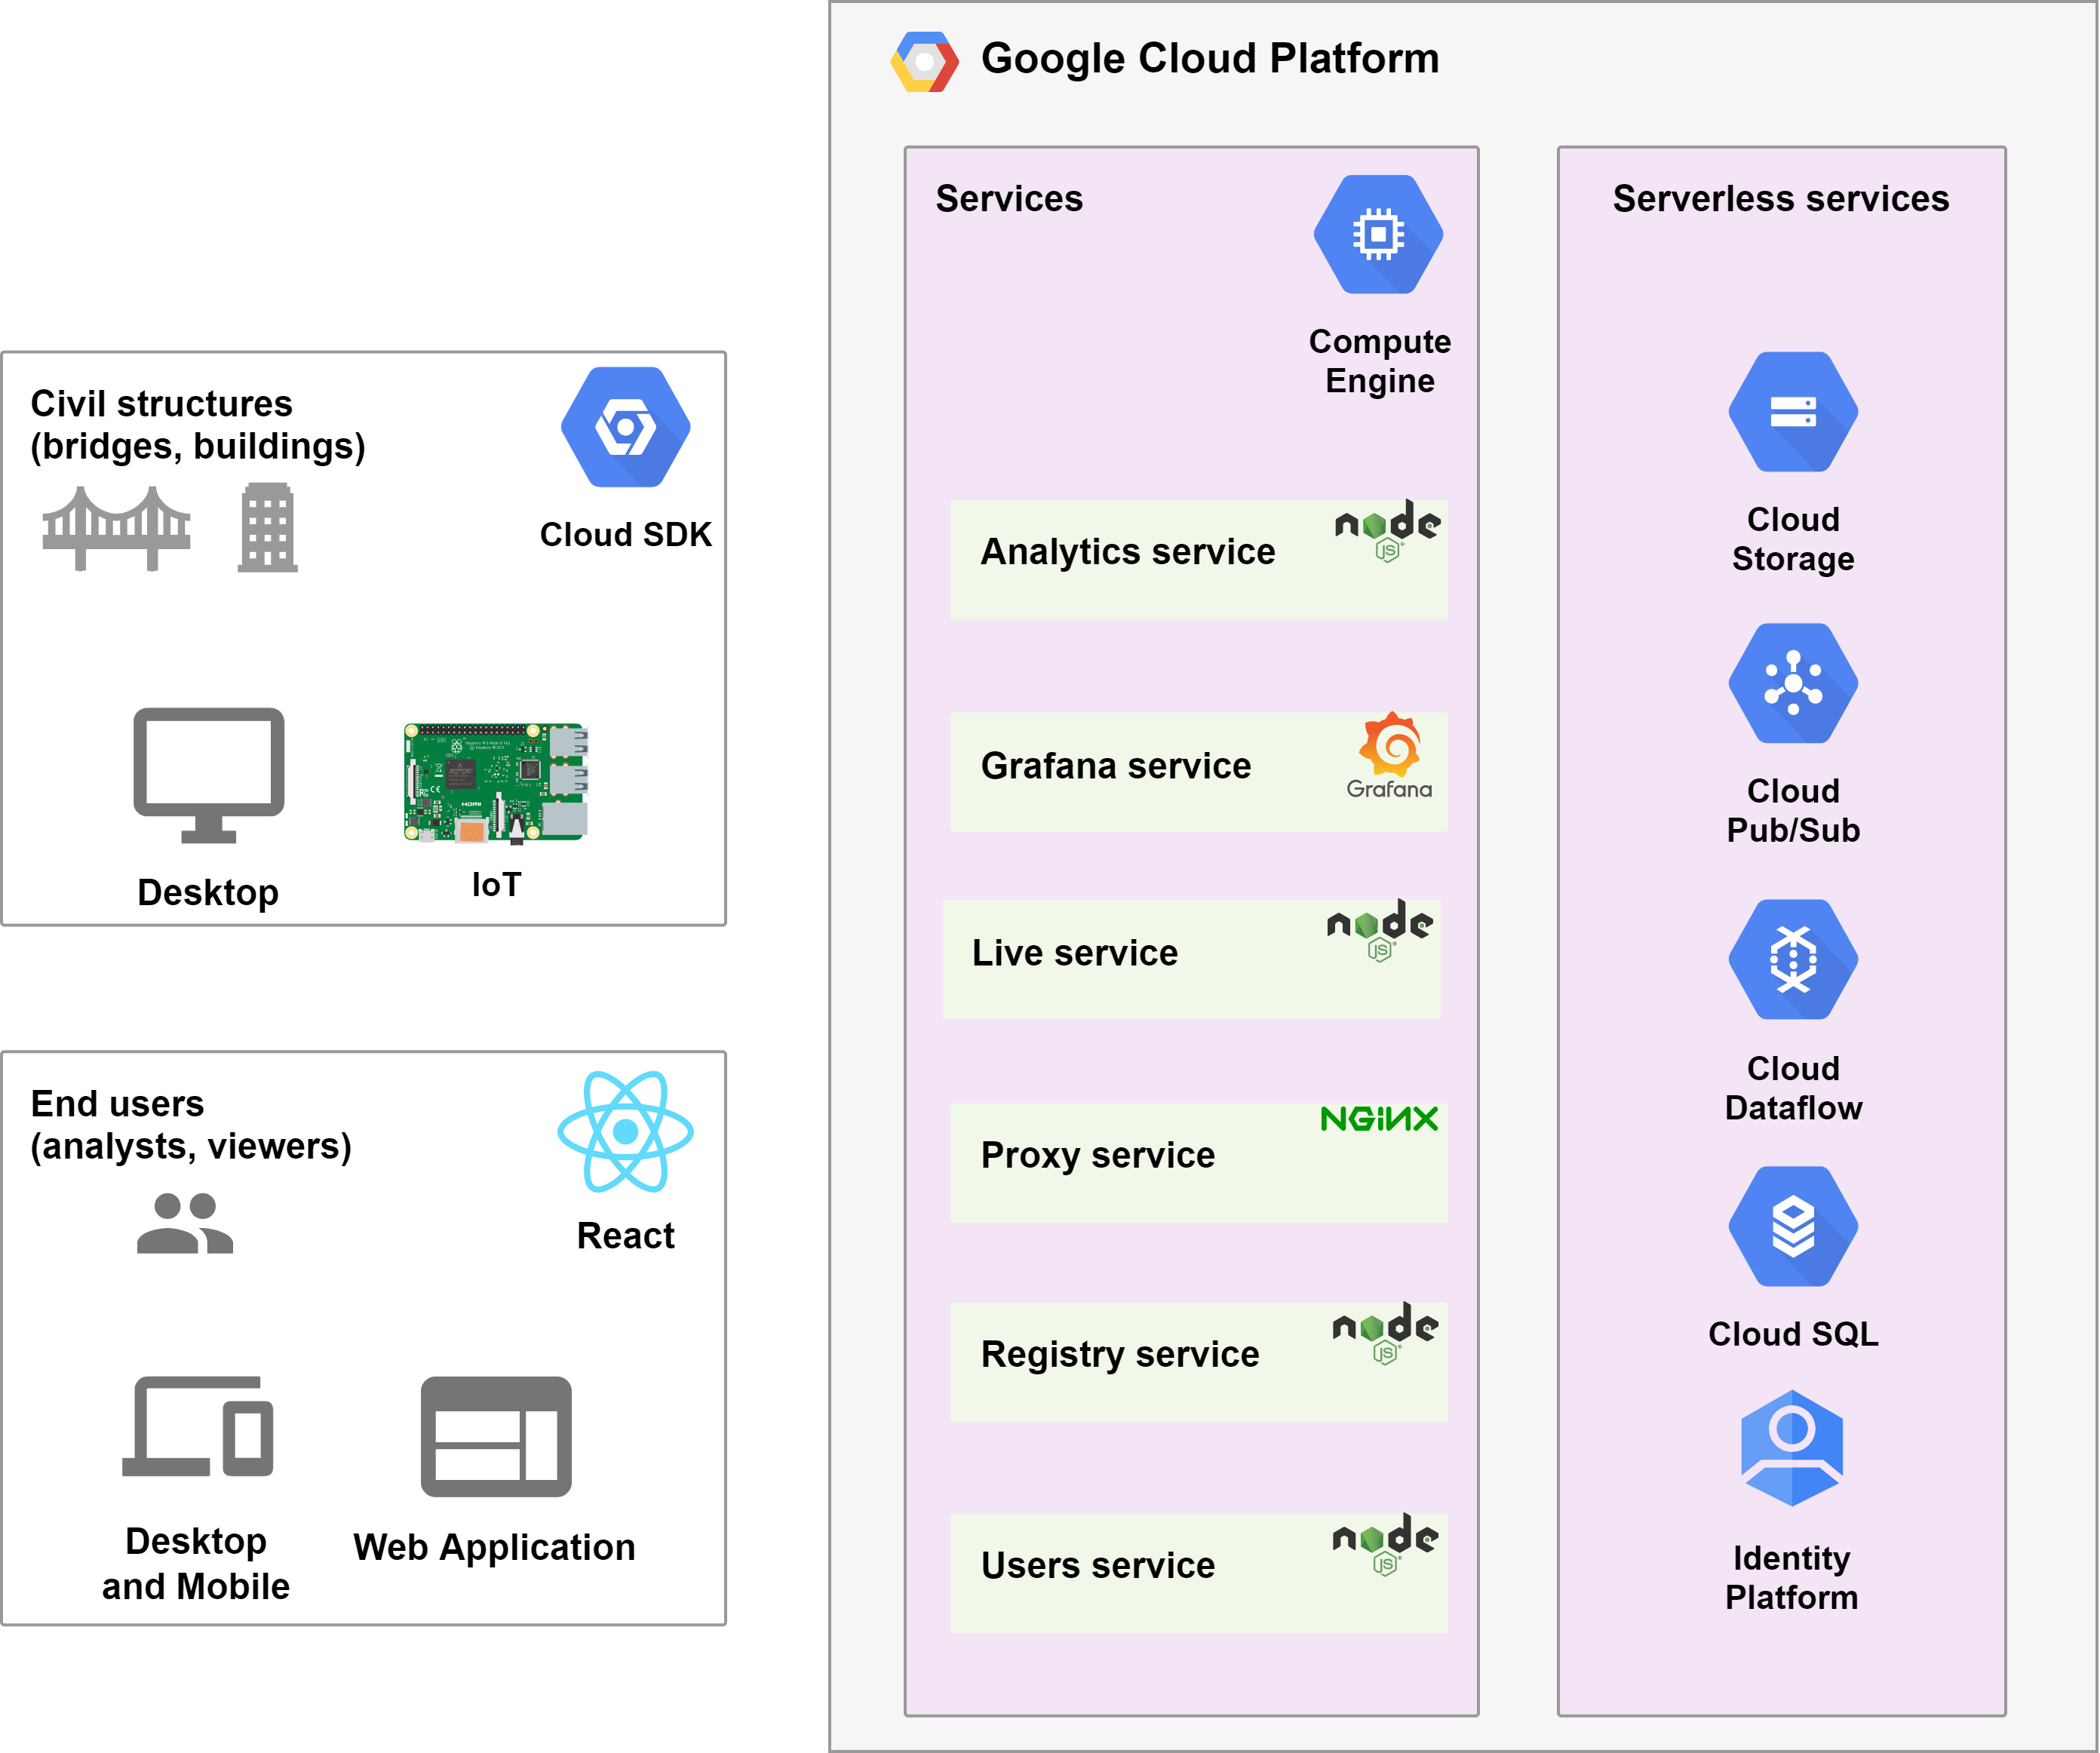 Google Cloud Platform
Services
Compute
Engine
Analytics service
node
JS
Grafana service
Grafana
Live service
node
JS
Proxy service
NGINX
Registry service
node
JS
Users service
node
JS
Serverless services
Cloud
Storage
Cloud
Pub/Sub
Cloud
Dataflow
Cloud SQL
Identity
Platform
Civil structures
(bridges, buildings)
Cloud SDK
Desktop
HDMI
IoT
End users
(analysts, viewers)
React
Desktop
and Mobile
Web Application